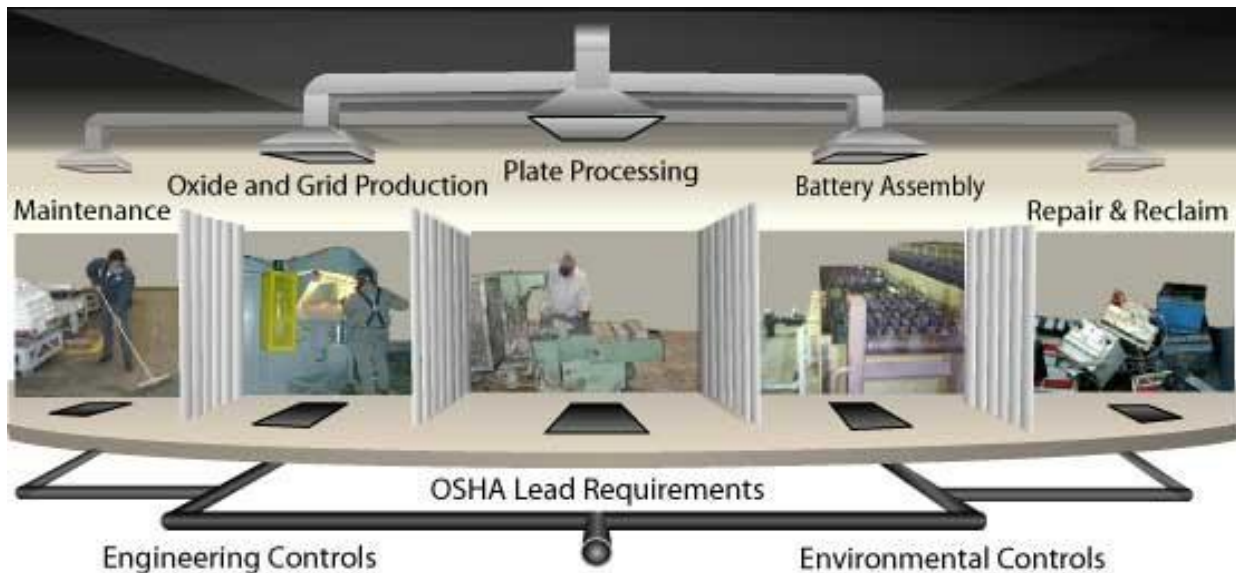 Plate Processing
Oxide and Grid Production
Battery Assembly
Maintenance
Repair & Reclaim
OSHA Lead Requirements
Engineering Controls
Environmental Controls